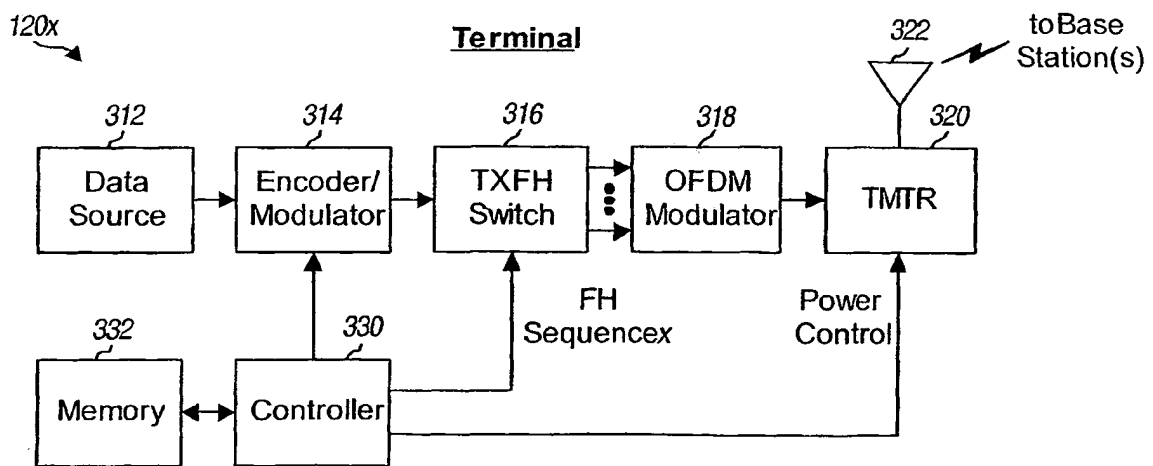 120x
Terminal
322
toBase
Station(s)
312
314
316
318
320
Data
Source
Encoder/
Modulator
TXFH
Switch
OFDM
Modulator
TMTR
FH
Sequencex
Power
Control
332
330
Memory
Controller